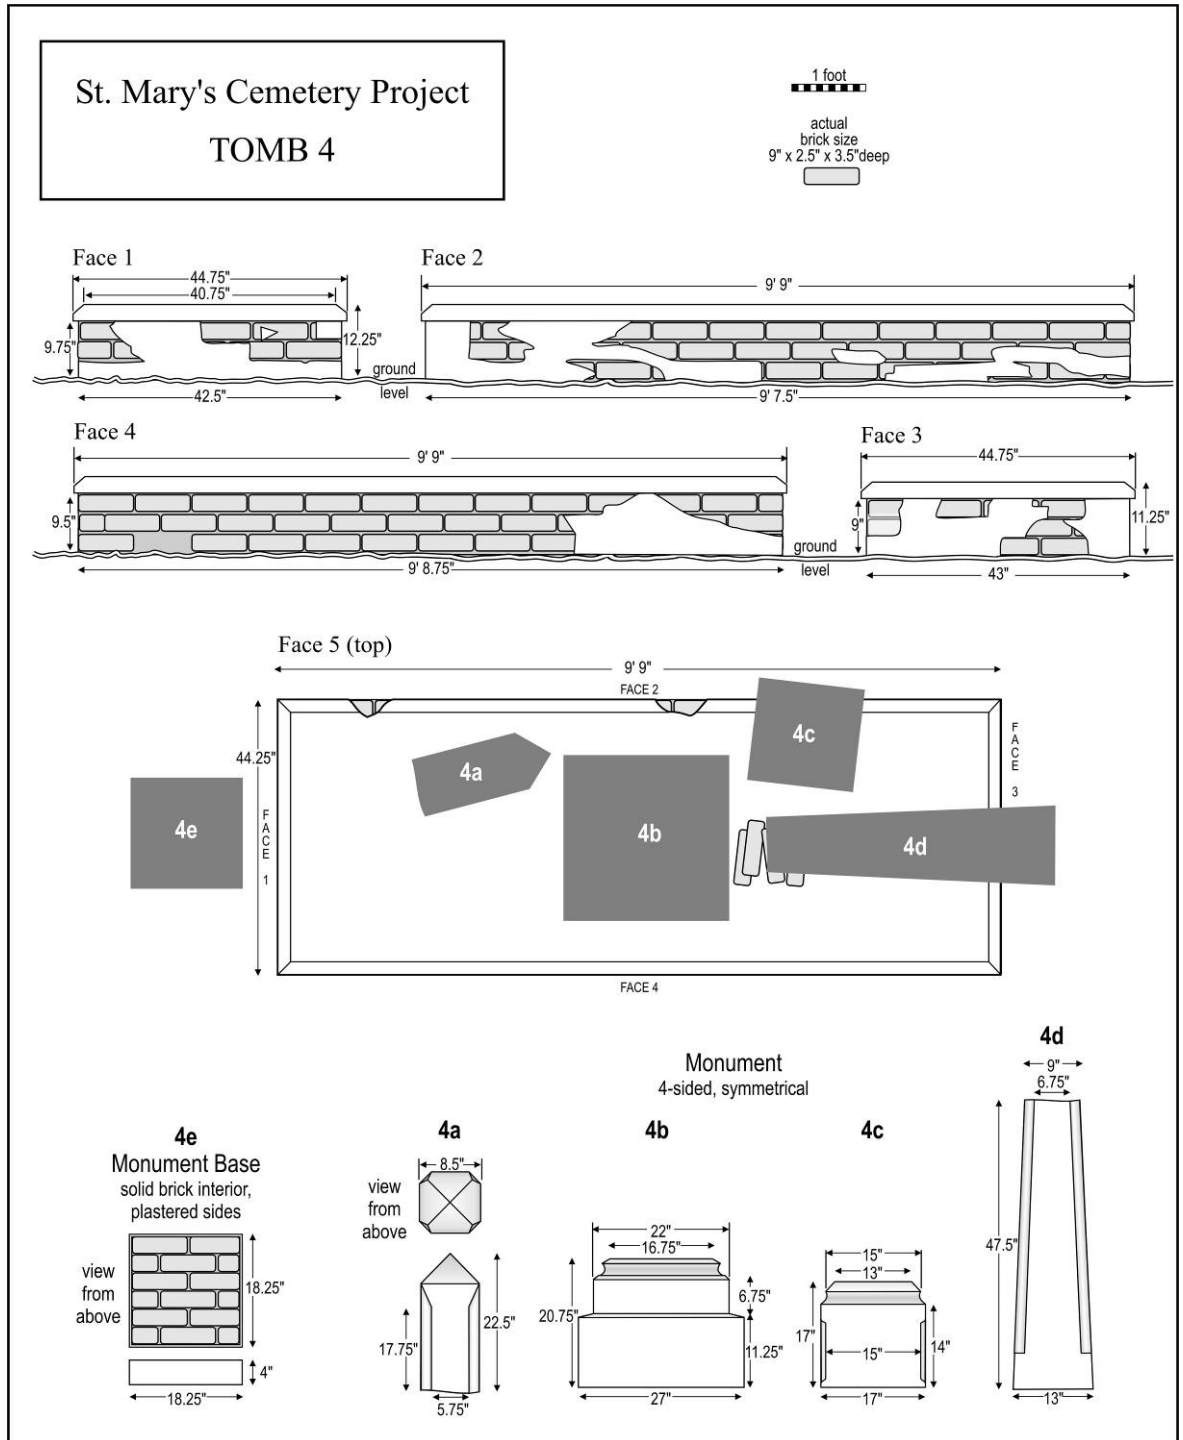 St. Mary's Cemetery Project
TOMB 4
1 foot
actual
brick size
9" x 2.5" x 3.5"deep
Face 1
44.75"
40.75"
9.75"
12.25"
42.5"
Face 2
9' 9"
ground
level
9' 7.5"
Face 4
9' 9"
9.5"
9' 8.75"
Face 3
44.75"
9"
11.25"
ground
level
43"
Face 5 (top)
9' 9"
FACE 2
44.25"
FACE 1
FACE 3
4a
4b
4c
4d
4e
FACE 4
Monument
4-sided, symmetrical
4e
Monument Base
solid brick interior,
plastered sides
view
from
above
18.25"
4"
18.25"
4a
view
from
above
8.5"
17.75"
22.5"
5.75"
4b
22"
16.75"
20.75"
6.75"
11.25"
27"
4c
15"
13"
17"
15"
14"
17"
4d
9"
6.75"
47.5"
13"